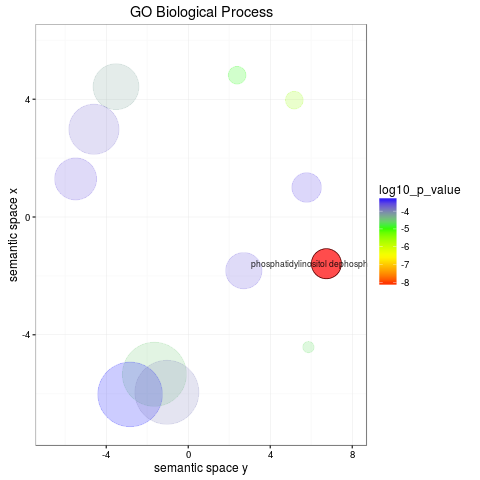 GO Biological Process
semantic space x
4
0
-4
phosphatidylinositol dephosph
-4
0
4
8
semantic space y
log10_p_value
-4
-5
-6
-7
-8